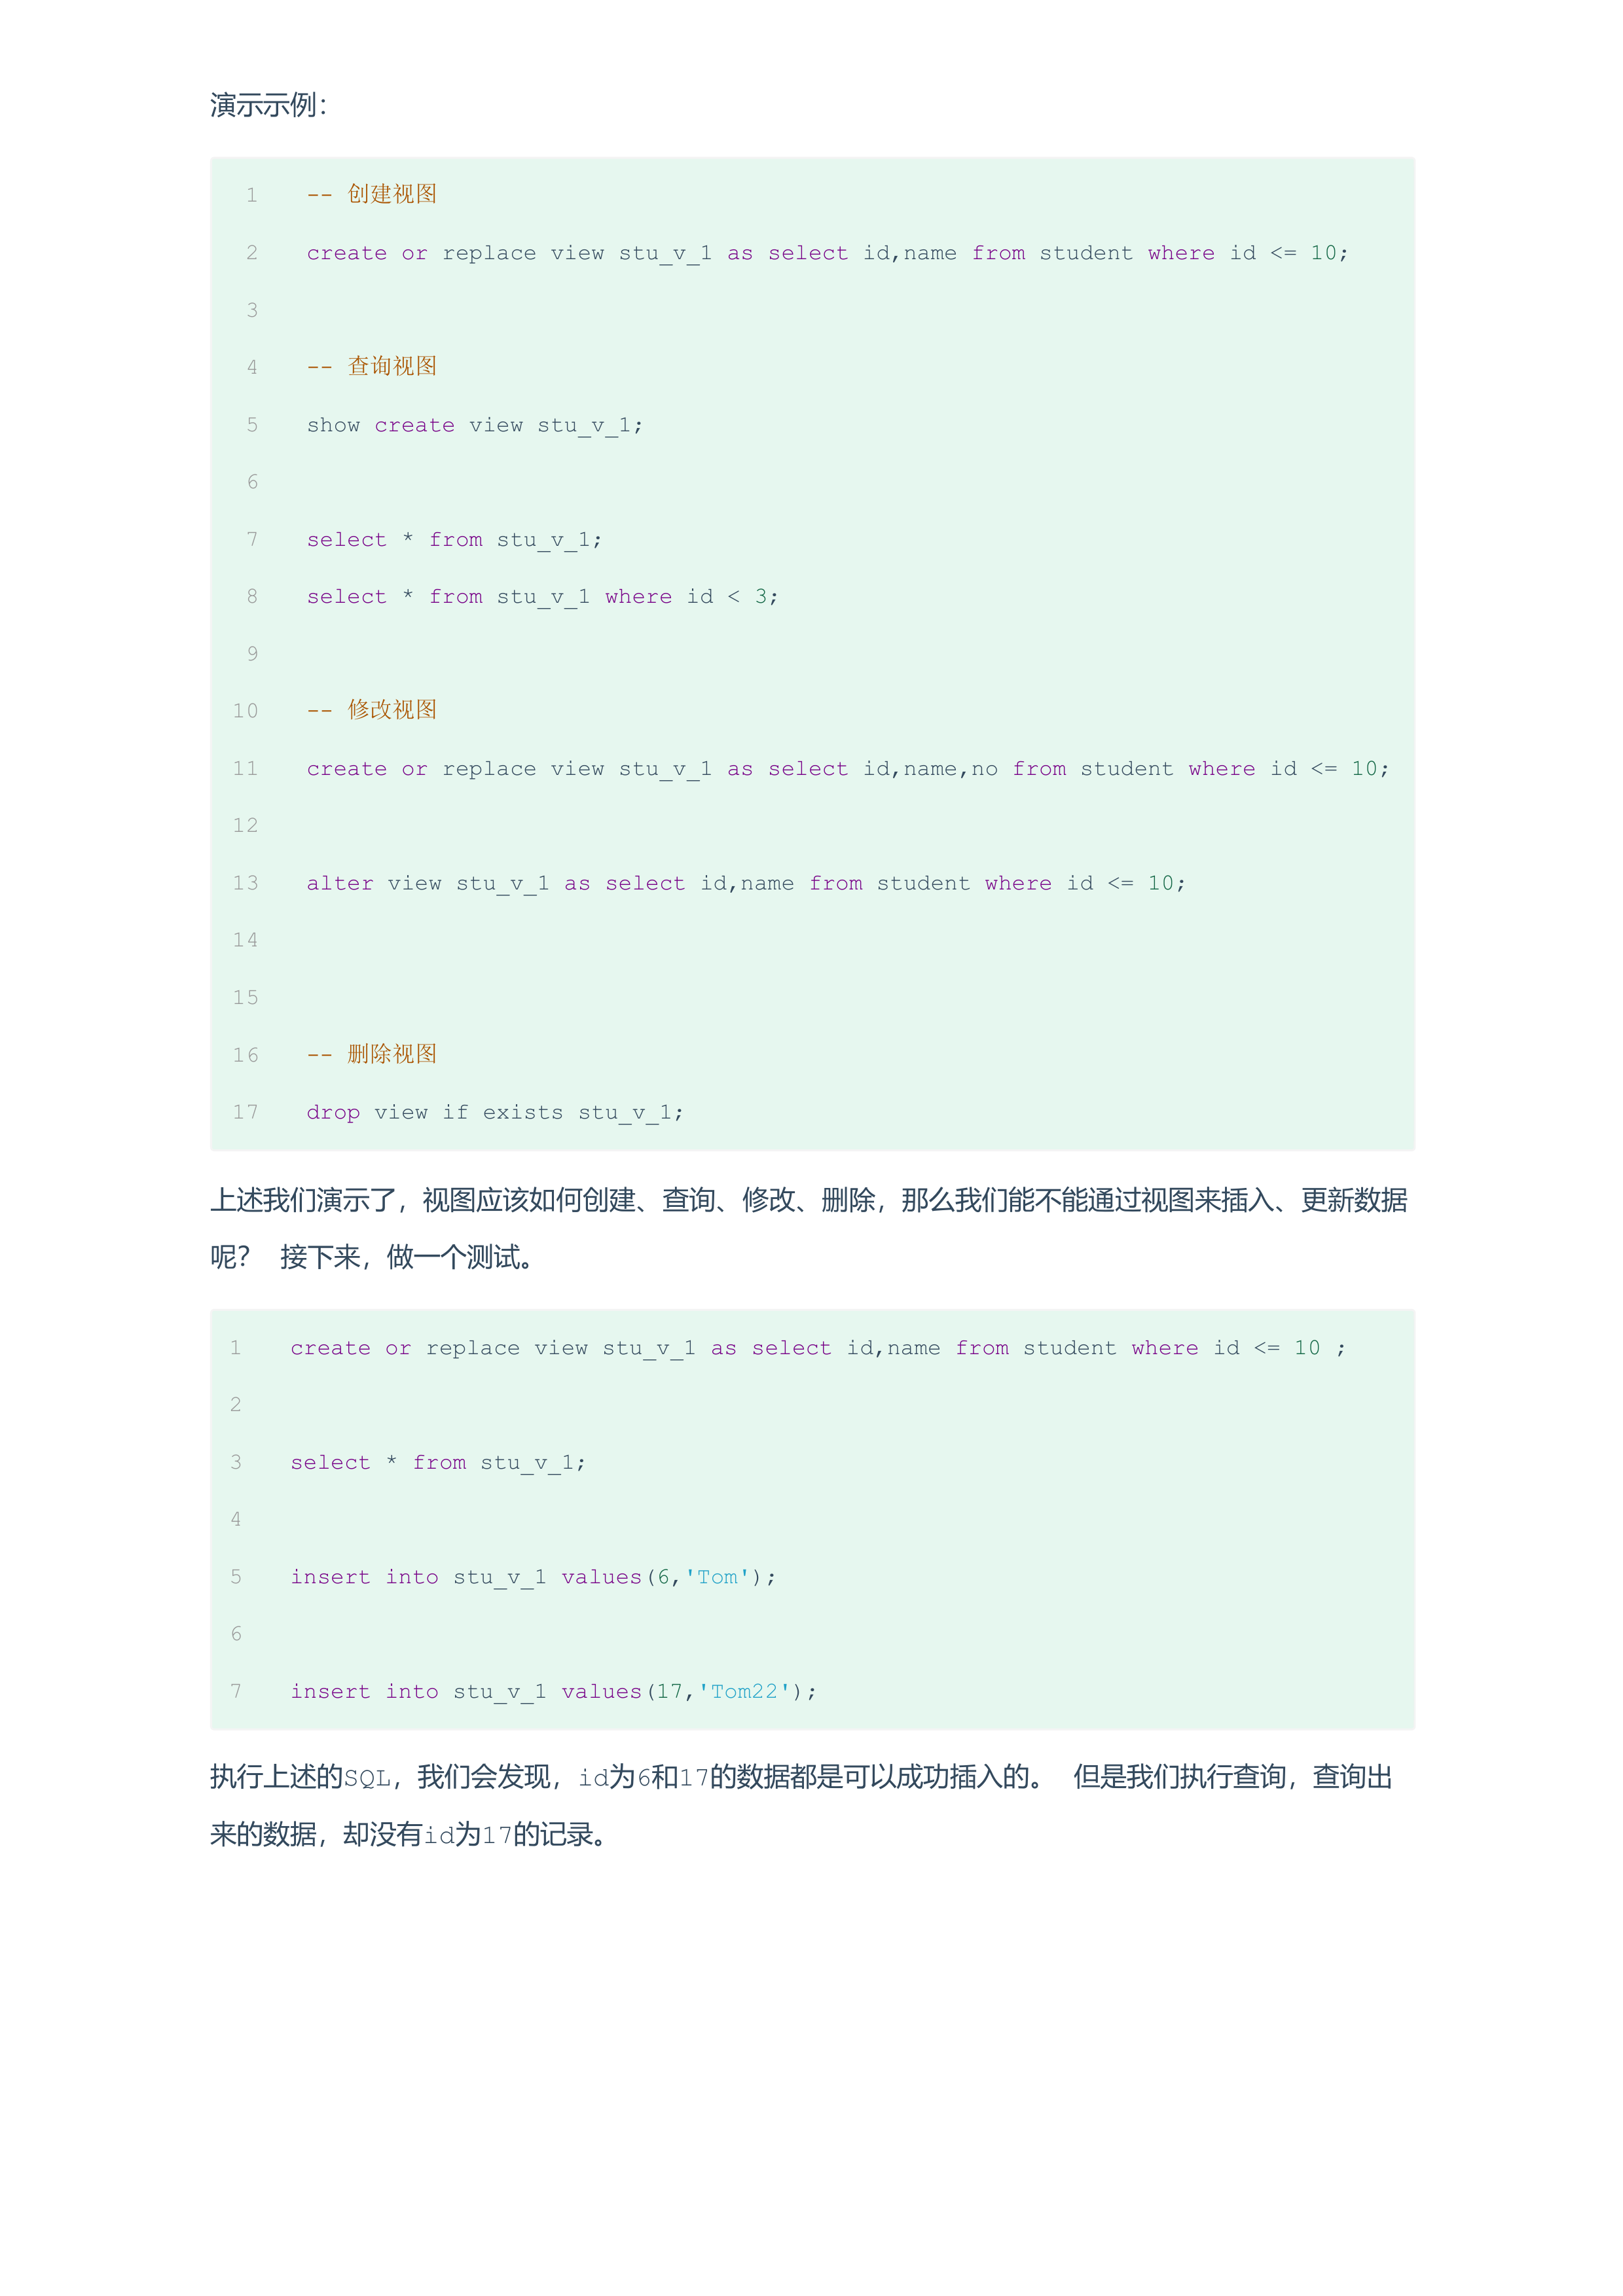 演示示例：
1 -- 创建视图
2 create or replace view stu_v_1 as select id,name from student where id <= 10;
3
4 -- 查询视图
5 show create view stu_v_1;
6
7 select * from stu_v_1;
8 select * from stu_v_1 where id < 3;
9
10 -- 修改视图
11 create or replace view stu_v_1 as select id,name,no from student where id <= 10;
12
13 alter view stu_v_1 as select id,name from student where id <= 10;
14
15
16 -- 删除视图
17 drop view if exists stu_v_1;
上述我们演示了，视图应该如何创建、查询、修改、删除，那么我们能不能通过视图来插入、更新数据
呢？ 接下来，做一个测试。
1 create or replace view stu_v_1 as select id,name from student where id <= 10 ;
2
3 select * from stu_v_1;
4
5 insert into stu_v_1 values(6,'Tom');
6
7 insert into stu_v_1 values(17,'Tom22');
执行上述的SQL，我们会发现，id为6和17的数据都是可以成功插入的。 但是我们执行查询，查询出
来的数据，却没有id为17的记录。